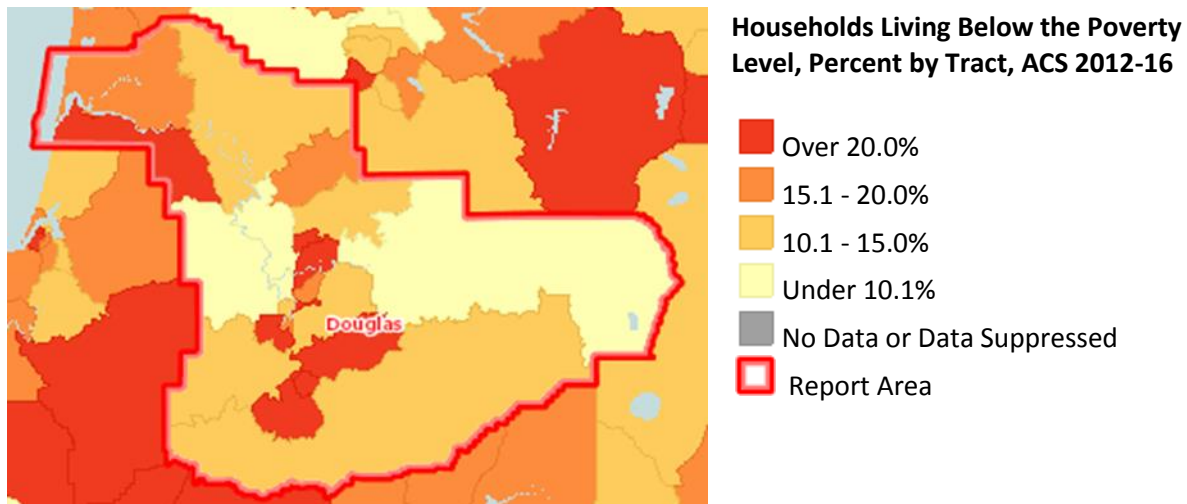 Households Living Below the Poverty
Level, Percent by Tract, ACS 2012-16
Over 20.0%
15.1 - 20.0%
10.1 - 15.0%
Under 10.1%
No Data or Data Suppressed
Report Area
Douglas